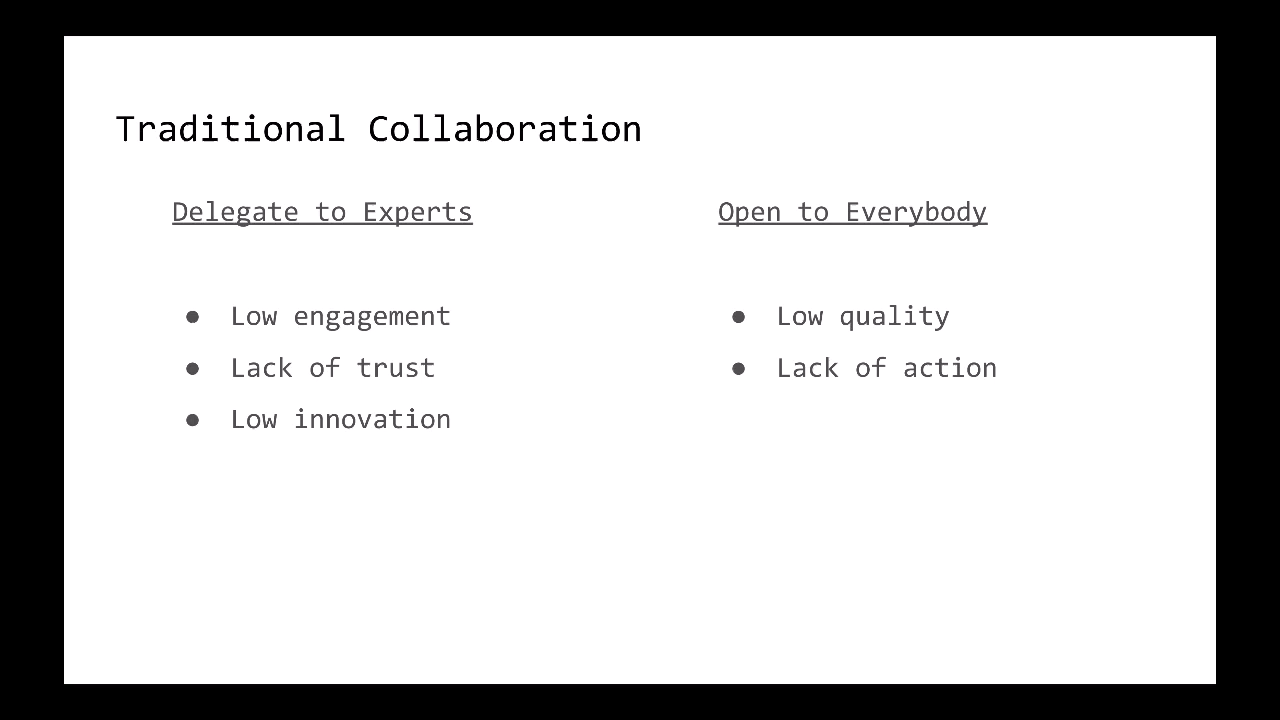 Traditional Collaboration
Delegate to Experts
● Low engagement
● Lack of trust
● Low innovation
Open to Everybody
● Low quality
● Lack of action